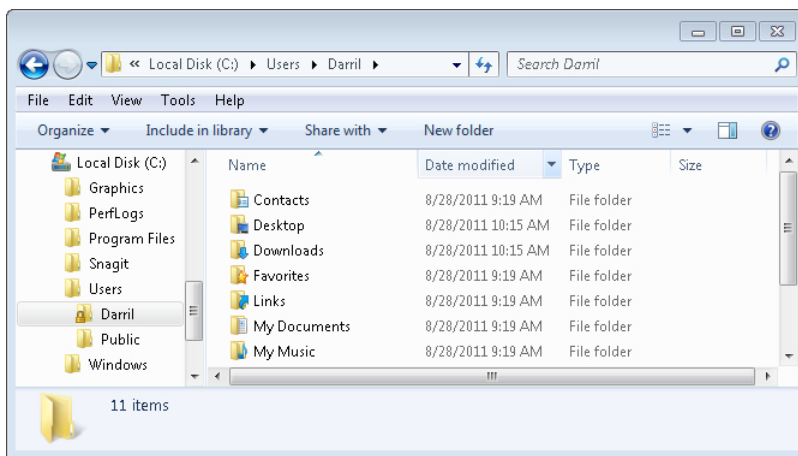 « Local Disk (C:) ▸ Users ▸ Darril ▸ Search Darril
File Edit View Tools Help
Organize Include in library Share with New folder
Local Disk (C:)
Graphics
PerfLogs
Program Files
Snagit
Users
Darril
Public
Windows
Name Date modified Type Size
Contacts 8/28/2011 9:19 AM File folder
Desktop 8/28/2011 10:15 AM File folder
Downloads 8/28/2011 10:15 AM File folder
Favorites 8/28/2011 9:19 AM File folder
Links 8/28/2011 9:19 AM File folder
My Documents 8/28/2011 9:19 AM File folder
My Music 8/28/2011 9:19 AM File folder
11 items